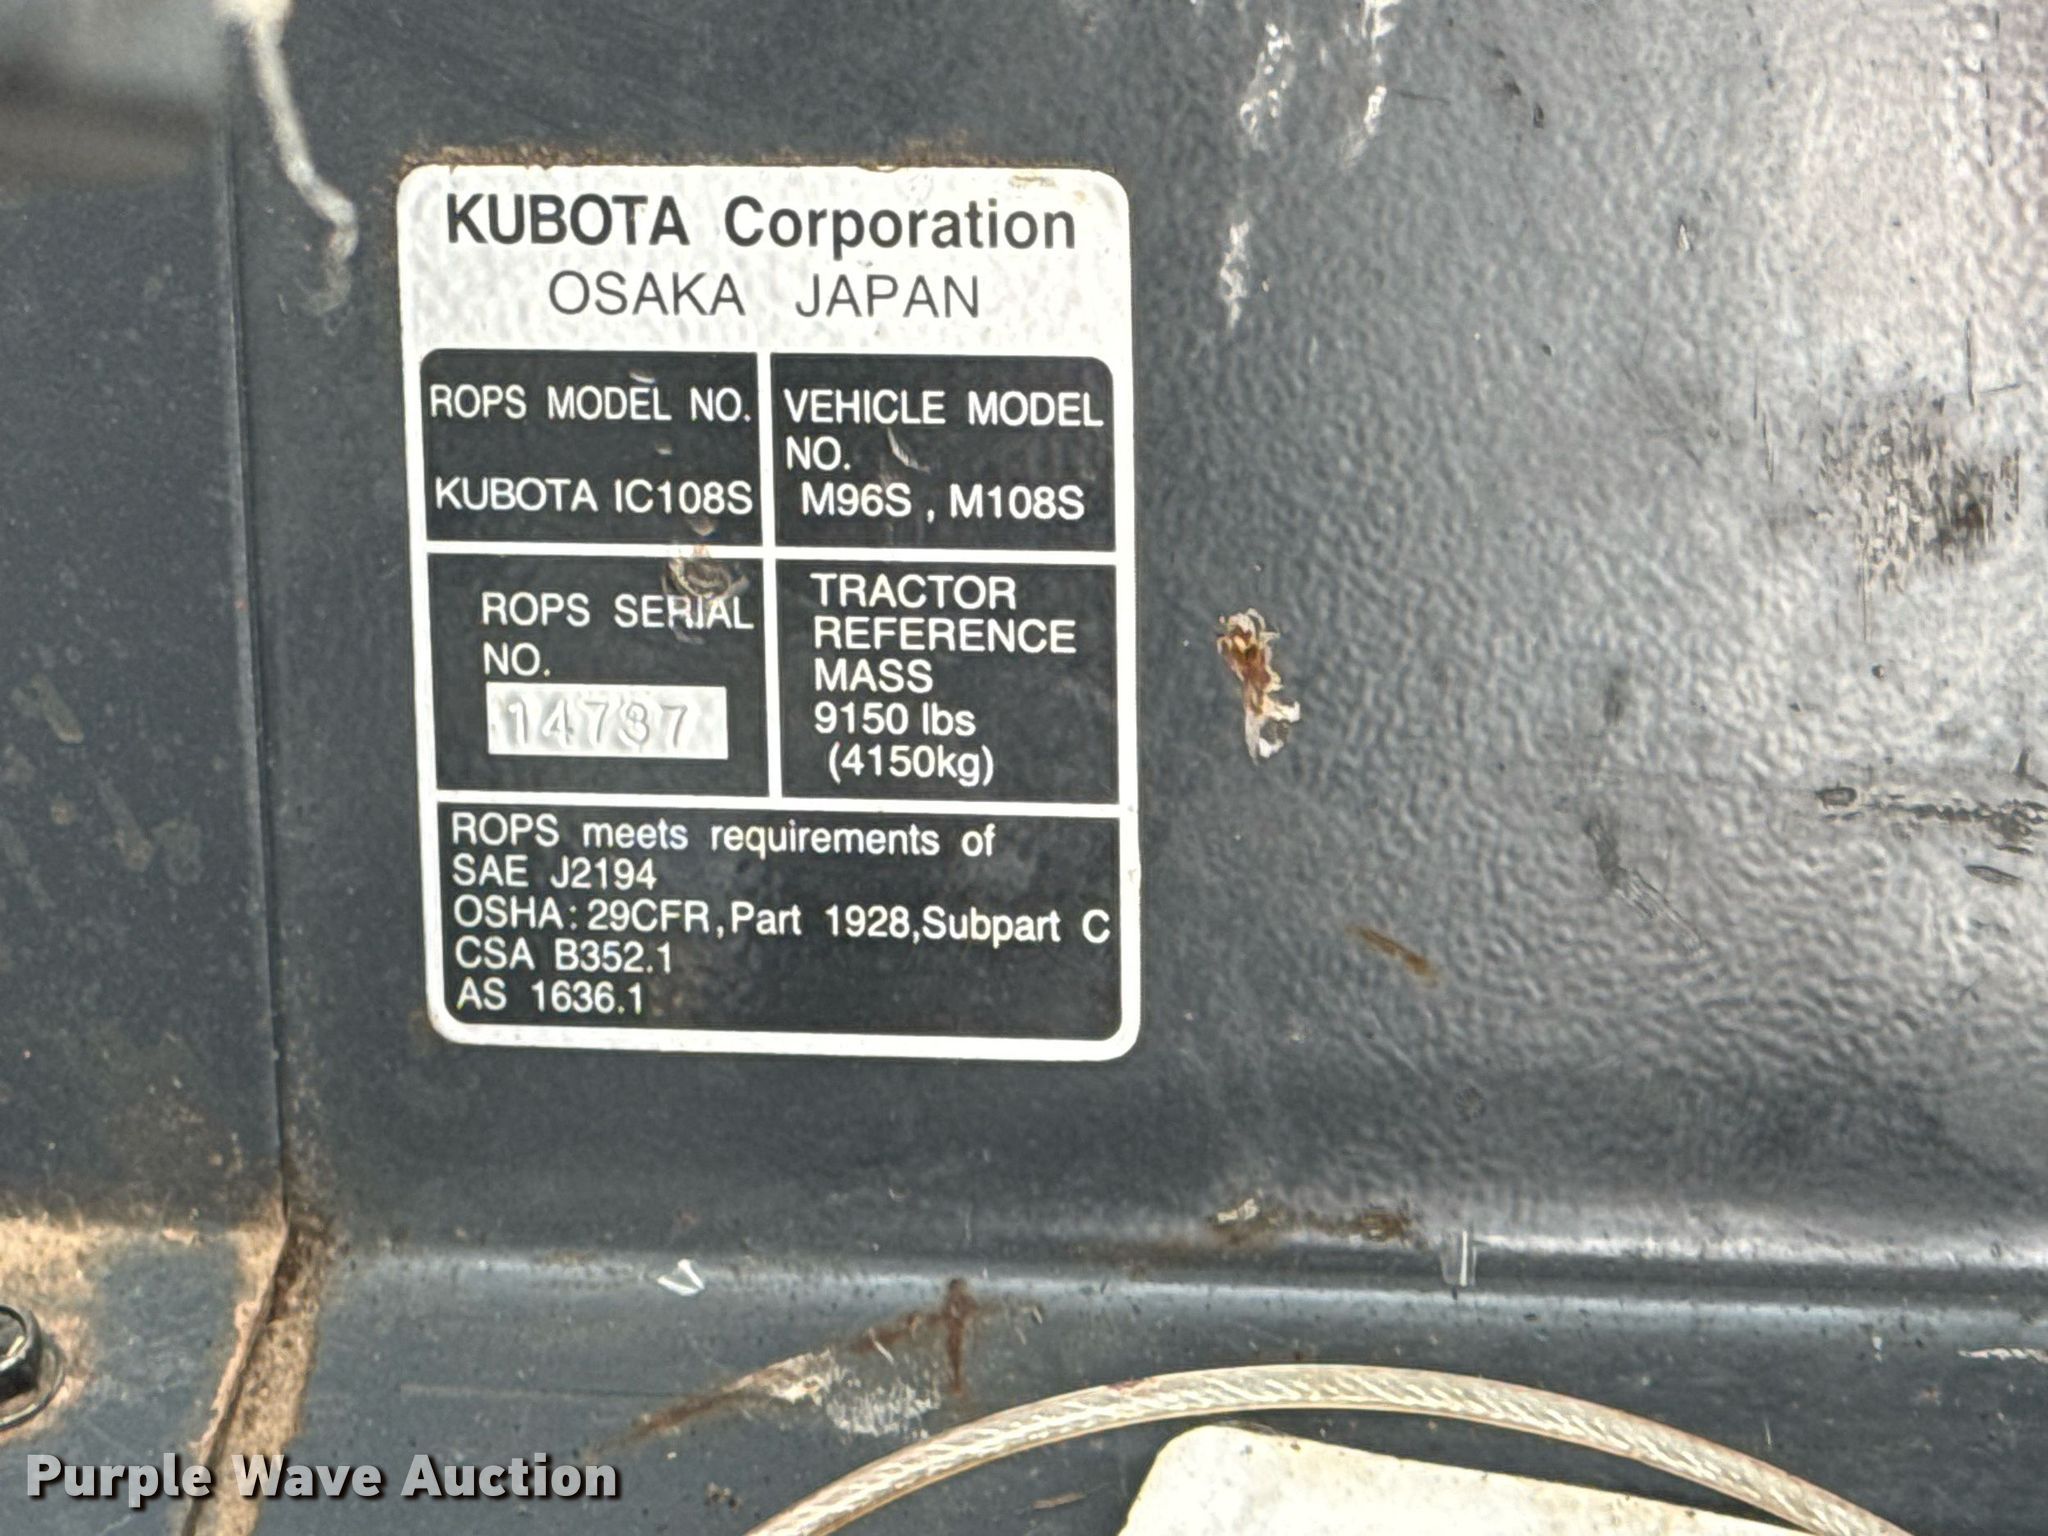 KUBOTA Corporation
OSAKA JAPAN
ROPS MODEL NO.
KUBOTA IC108S
VEHICLE MODEL
NO.
M96S , M108S
ROPS SERIAL
NO.
14737
TRACTOR
REFERENCE
MASS
9150 lbs
(4150kg)
ROPS meets requirements of
SAE J2194
OSHA: 29CFR,Part 1928,Subpart C
CSA B352.1
AS 1636.1
Purple Wave Auction